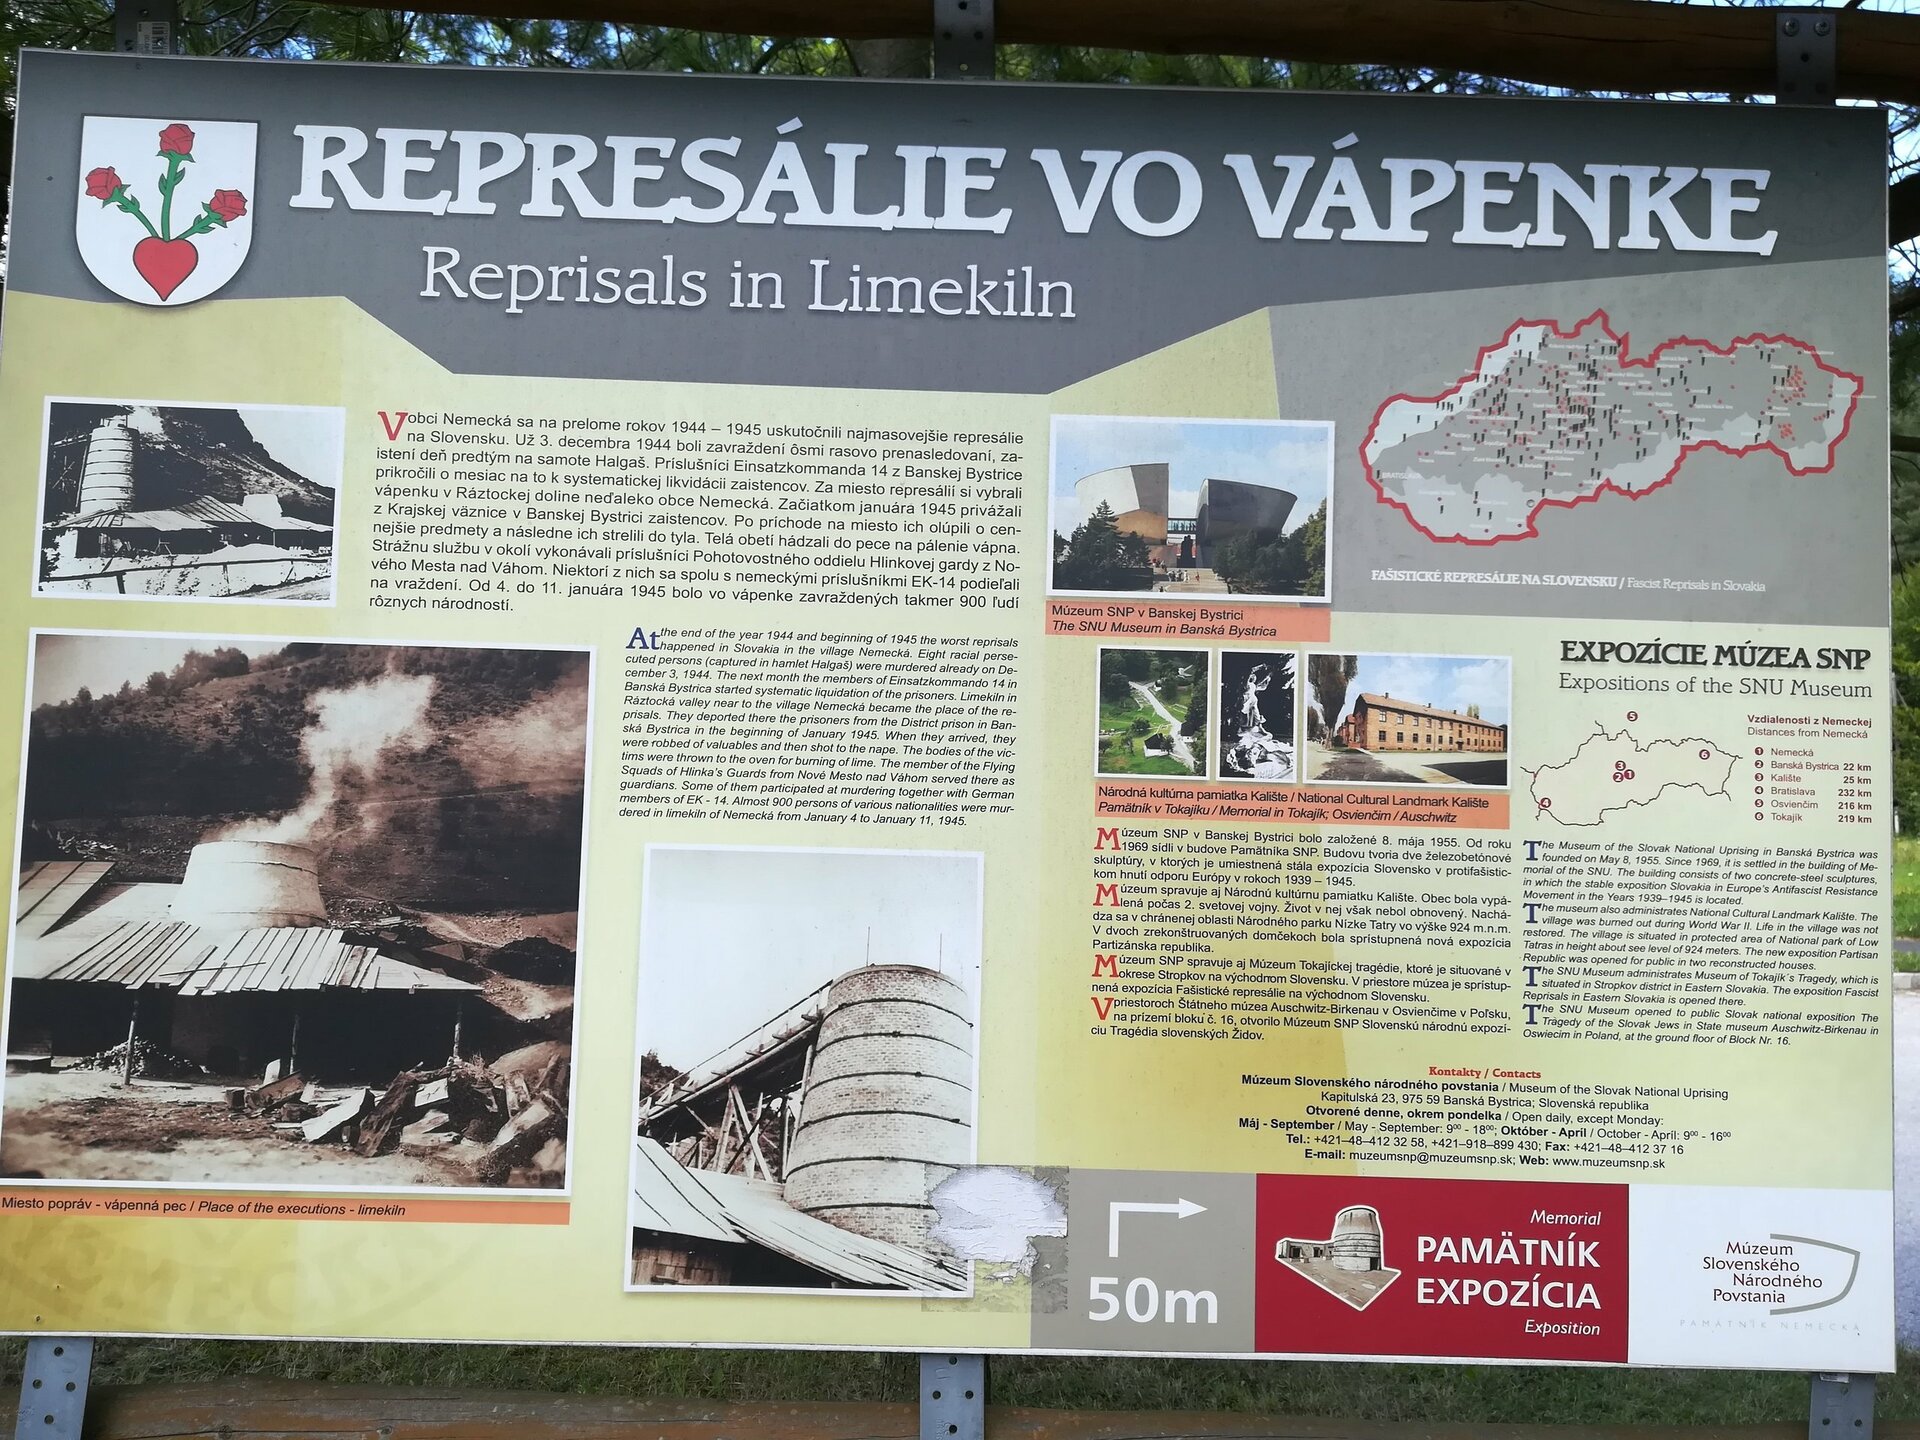 REPRESÁLIE VO VÁPENKE
Reprisals in Limekiln
V obci Nemecká sa na prelome rokov 1944 – 1945 uskutočnili najmasovejšie represálie
na Slovensku. Už 3. decembra 1944 boli zavraždení ôsmi rasovo prenasledovaní, za-
istení deň predtým na samote Halgaš. Príslušníci Einsatzkommanda 14 z Banskej Bystrice
prikročili o mesiac na to k systematickej likvidácii zaistencov. Za miesto represálií si vybrali
vápenku v Ráztockej doline neďaleko obce Nemecká. Začiatkom januára 1945 privážali
z Krajskej väznice v Banskej Bystrici zaistencov. Po príchode na miesto ich olúpili o cen-
nejšie predmety a následne ich strelili do tyla. Telá obetí hádzali do pece na pálenie vápna.
Strážnu službu v okolí vykonávali príslušníci Pohotovostného oddielu Hlinkovej gardy z No-
vého Mesta nad Váhom. Niektorí z nich sa spolu s nemeckými príslušníkmi EK-14 podieľali
na vraždení. Od 4. do 11. januára 1945 bolo vo vápenke zavraždených takmer 900 ľudí
rôznych národností.
At the end of the year 1944 and beginning of 1945 the worst reprisals
happened in Slovakia in the village Nemecká. Eight racial perse-
cuted persons (captured in hamlet Halgaš) were murdered already on De-
cember 3, 1944. The next month the members of Einsatzkommando 14 in
Banská Bystrica started systematic liquidation of the prisoners. Limekiln in
Ráztocká valley near to the village Nemecká became the place of the re-
prisals. They deported there the prisoners from the District prison in Ban-
ská Bystrica in the beginning of January 1945. When they arrived, they
were robbed of valuables and then shot to the nape. The bodies of the vic-
tims were thrown to the oven for burning of lime. The member of the Flying
Squads of Hlinka's Guards from Nové Mesto nad Váhom served there as
guardians. Some of them participated at murdering together with German
members of EK - 14. Almost 900 persons of various nationalities were mur-
dered in limekiln of Nemecká from January 4 to January 11, 1945.
Miesto popráv - vápenná pec / Place of the executions - limekiln
Múzeum SNP v Banskej Bystrici
The SNU Museum in Banská Bystrica
BRATISLAVA
FAŠISTICKÉ REPRESÁLIE NA SLOVENSKU / Fascist Reprisals in Slovakia
Národná kultúrna pamiatka Kalište / National Cultural Landmark Kalište
Pamätník v Tokajíku / Memorial in Tokajík; Osvienčim / Auschwitz
EXPOZÍCIE MÚZEA SNP
Expositions of the SNU Museum
Vzdialenosti z Nemeckej
Distances from Nemecká
1 Nemecká
2 Banská Bystrica 22 km
3 Kalište 25 km
4 Bratislava 232 km
5 Osvienčim 216 km
6 Tokajík 219 km
5
6
3
2 1
4
Múzeum SNP v Banskej Bystrici bolo založené 8. mája 1955. Od roku
1969 sídli v budove Pamätníka SNP. Budovu tvoria dve železobetónové
skulptúry, v ktorých je umiestnená stála expozícia Slovensko v protifašistic-
kom hnutí odporu Európy v rokoch 1939 – 1945.
Múzeum spravuje aj Národnú kultúrnu pamiatku Kalište. Obec bola vypá-
lená počas 2. svetovej vojny. Život v nej však nebol obnovený. Nachá-
dza sa v chránenej oblasti Národného parku Nízke Tatry vo výške 924 m.n.m.
V dvoch zrekonštruovaných domčekoch bola sprístupnená nová expozícia
Partizánska republika.
Múzeum SNP spravuje aj Múzeum Tokajíckej tragédie, ktoré je situované v
okrese Stropkov na východnom Slovensku. V priestore múzea je sprístup-
nená expozícia Fašistické represálie na východnom Slovensku.
V priestoroch Štátneho múzea Auschwitz-Birkenau v Osvienčime v Poľsku,
na prízemí bloku č. 16, otvorilo Múzeum SNP Slovenskú národnú expozí-
ciu Tragédia slovenských Židov.
The Museum of the Slovak National Uprising in Banská Bystrica was
founded on May 8, 1955. Since 1969, it is settled in the building of Me-
morial of the SNU. The building consists of two concrete-steel sculptures,
in which the stable exposition Slovakia in Europe's Antifascist Resistance
Movement in the Years 1939–1945 is located.
The museum also administrates National Cultural Landmark Kalište. The
village was burned out during World War II. Life in the village was not
restored. The village is situated in protected area of National park of Low
Tatras in height about see level of 924 meters. The new exposition Partisan
Republic was opened for public in two reconstructed houses.
The SNU Museum administrates Museum of Tokajík´s Tragedy, which is
situated in Stropkov district in Eastern Slovakia. The exposition Fascist
Reprisals in Eastern Slovakia is opened there.
The SNU Museum opened to public Slovak national exposition The
Tragedy of the Slovak Jews in State museum Auschwitz-Birkenau in
Oswiecim in Poland, at the ground floor of Block Nr. 16.
Kontakty / Contacts
Múzeum Slovenského národného povstania / Museum of the Slovak National Uprising
Kapitulská 23, 975 59 Banská Bystrica; Slovenská republika
Otvorené denne, okrem pondelka / Open daily, except Monday:
Máj - September / May - September: 9⁰⁰ - 18⁰⁰; Október - Apríl / October - April: 9⁰⁰ - 16⁰⁰
Tel.: +421–48–412 32 58, +421–918–899 430; Fax: +421–48–412 37 16
E-mail: muzeumsnp@muzeumsnp.sk; Web: www.muzeumsnp.sk
50m
Memorial
PAMÄTNÍK
EXPOZÍCIA
Exposition
Múzeum
Slovenského
Národného
Povstania
PAMÄTNÍK NEMECKÁ